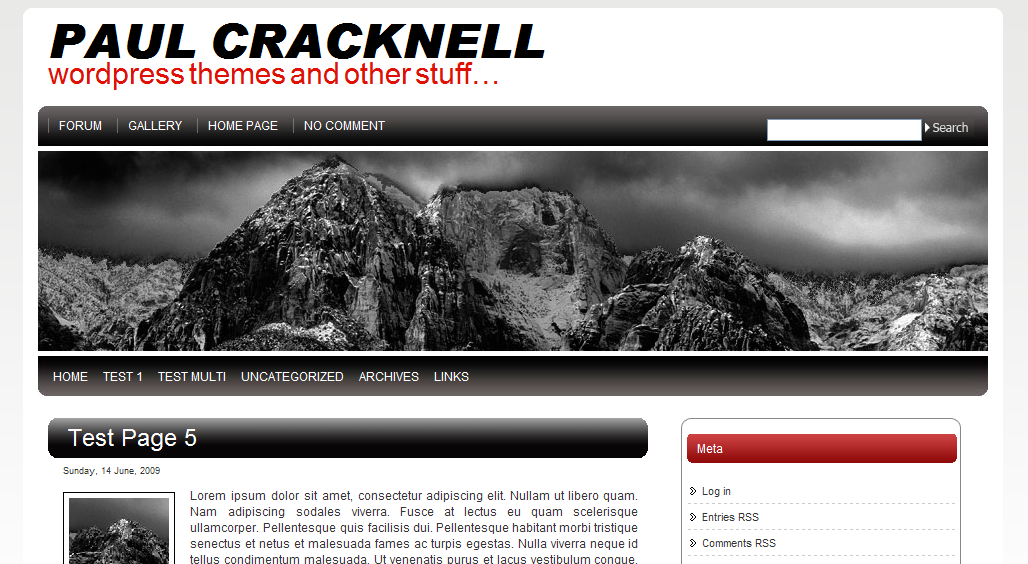 PAUL CRACKNELL
wordpress themes and other stuff...
FORUM GALLERY HOME PAGE NO COMMENT Search
HOME TEST 1 TEST MULTI UNCATEGORIZED ARCHIVES LINKS
Test Page 5
Sunday, 14 June, 2009
Lorem ipsum dolor sit amet, consectetur adipiscing elit. Nullam ut libero quam.
Nam adipiscing sodales viverra. Fusce at lectus eu quam scelerisque
ullamcorper. Pellentesque quis facilisis dui. Pellentesque habitant morbi tristique
senectus et netus et malesuada fames ac turpis egestas. Nulla viverra neque id
tellus condimentum malesuada. Ut venenatis purus et lacus vestibulum congue.
Meta
Log in
Entries RSS
Comments RSS